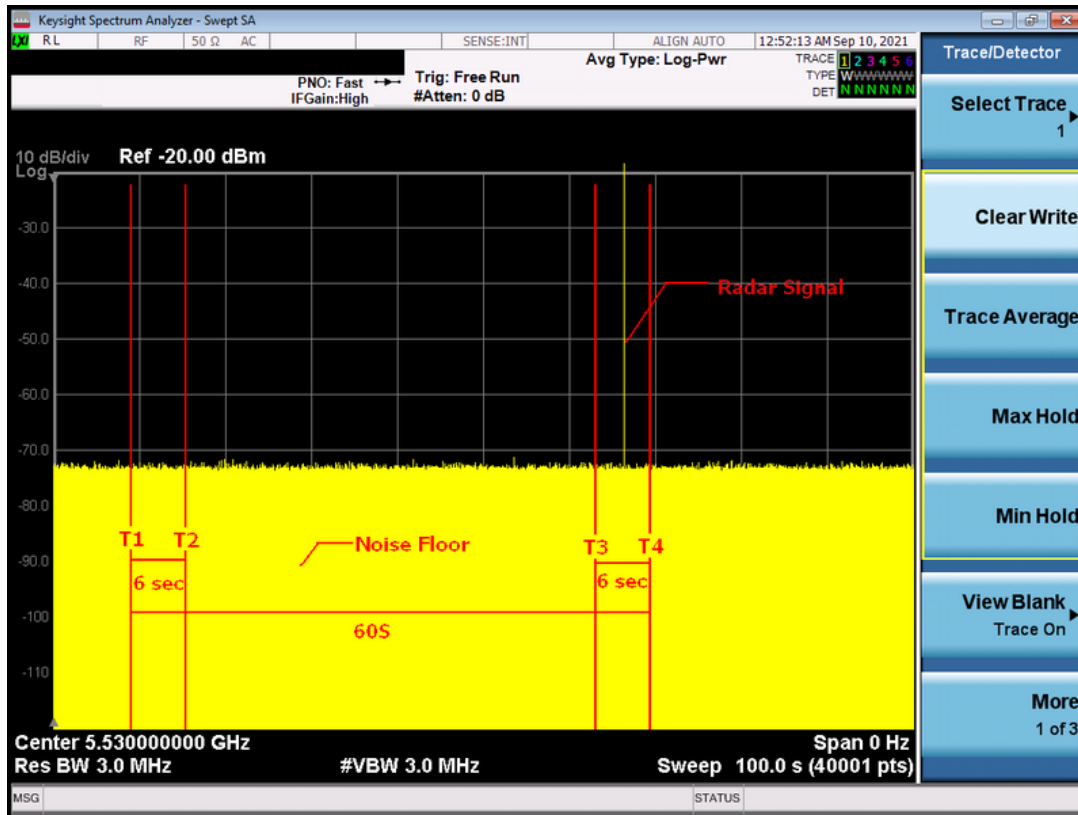 Keysight Spectrum Analyzer - Swept SA
LXI RL RF 50 Ω AC SENSE:INT ALIGN AUTO 12:52:13 AM Sep 10, 2021
Trace/Detector
Avg Type: Log-Pwr
TRACE 1 2 3 4 5 6
TYPE WWWWWWW
DET N N N N N N
PNO: Fast
IFGain:High
Trig: Free Run
#Atten: 0 dB
Select Trace
1
10 dB/div Ref -20.00 dBm
Log
Clear Write
-30.0
-40.0
Radar Signal
Trace Average
-50.0
-60.0
Max Hold
-70.0
-80.0
Min Hold
T1 T2 Noise Floor T3 T4
-90.0
6 sec 6 sec
View Blank
Trace On
-100
60S
-110
More
1 of 3
Center 5.530000000 GHz Span 0 Hz
Res BW 3.0 MHz #VBW 3.0 MHz Sweep 100.0 s (40001 pts)
MSG STATUS